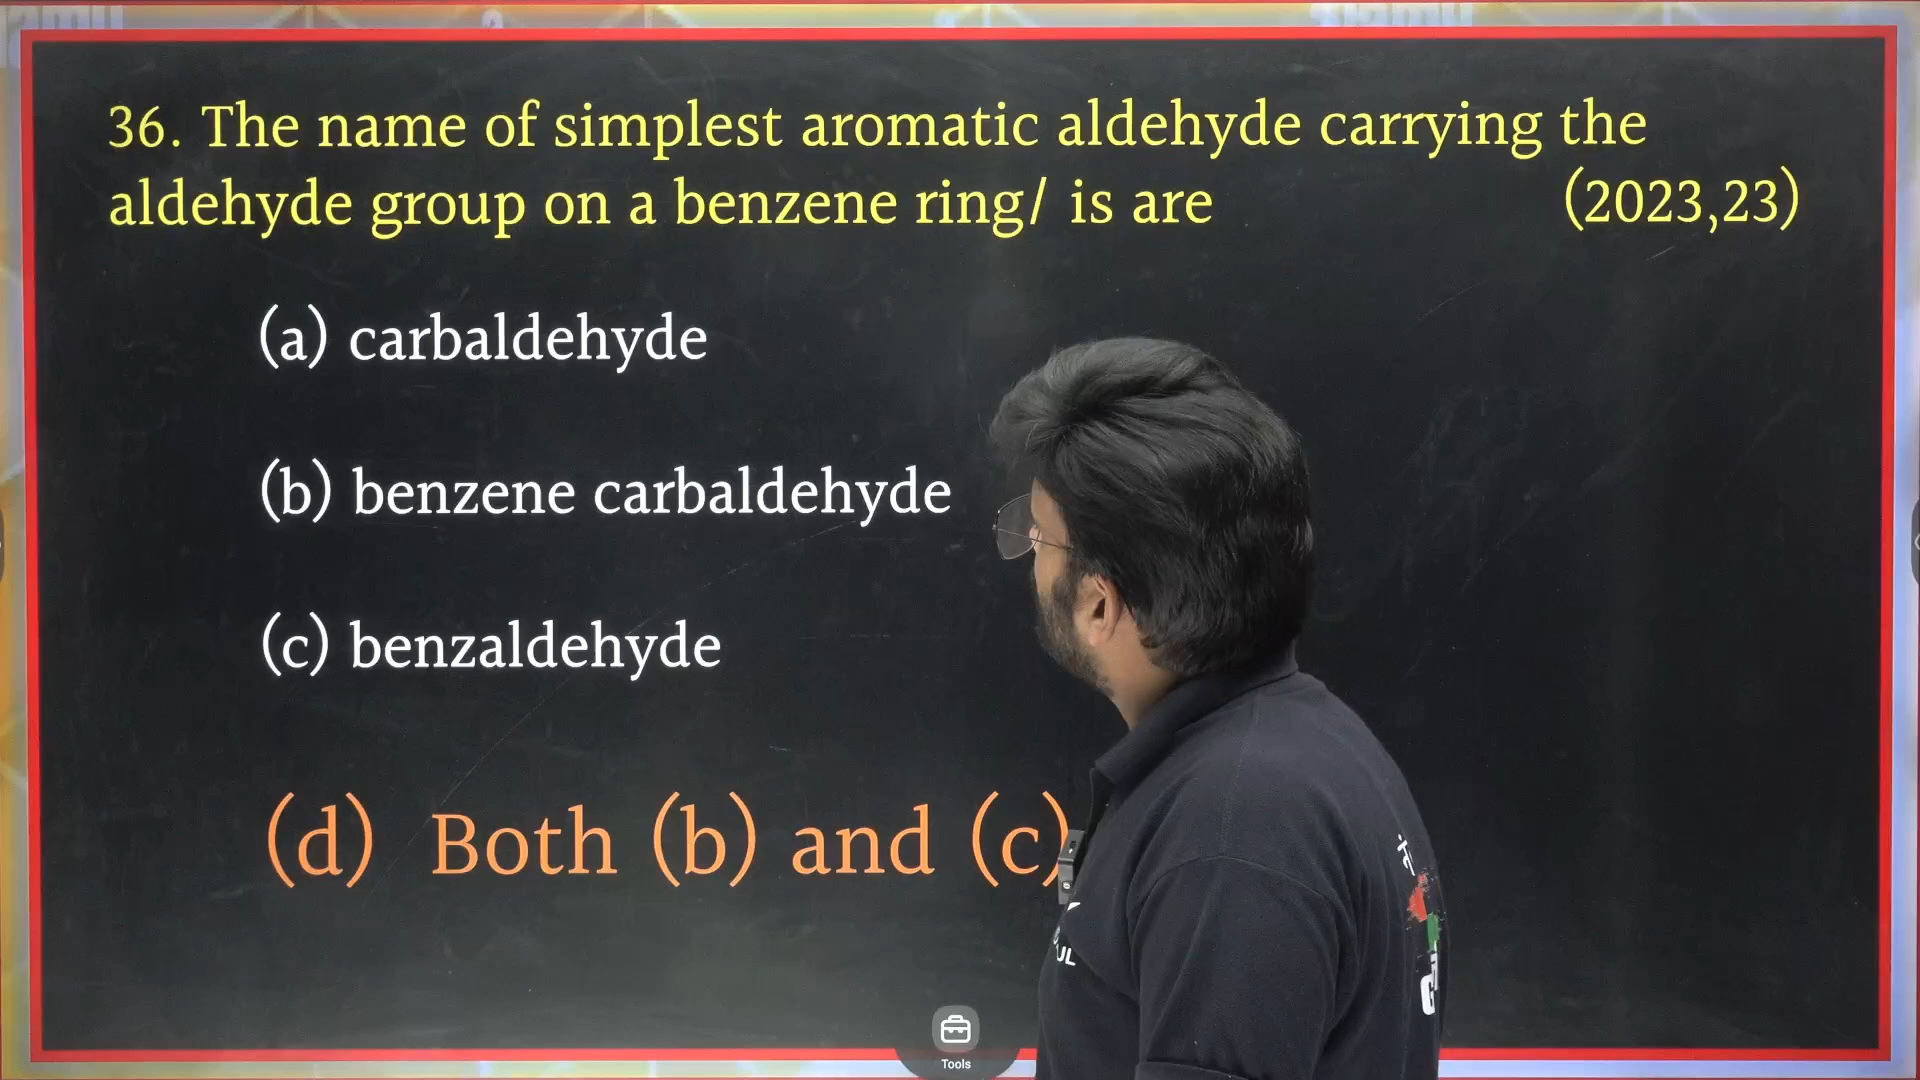 36. The name of simplest aromatic aldehyde carrying the
aldehyde group on a benzene ring/ is are (2023,23)
(a) carbaldehyde
(b) benzene carbaldehyde
(c) benzaldehyde
(d) Both (b) and (c)
UL
Tools